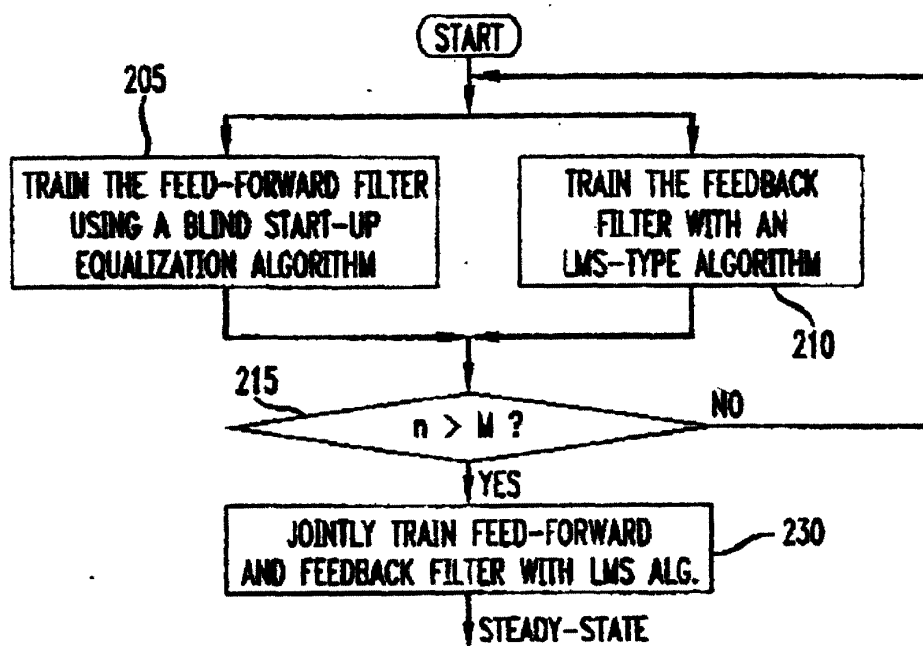 START
205
TRAIN THE FEED-FORWARD FILTER
USING A BLIND START-UP
EQUALIZATION ALGORITHM
TRAIN THE FEEDBACK
FILTER WITH AN
LMS-TYPE ALGORITHM
210
215
n > M ?
NO
YES
JOINTLY TRAIN FEED-FORWARD
AND FEEDBACK FILTER WITH LMS ALG.
230
STEADY-STATE